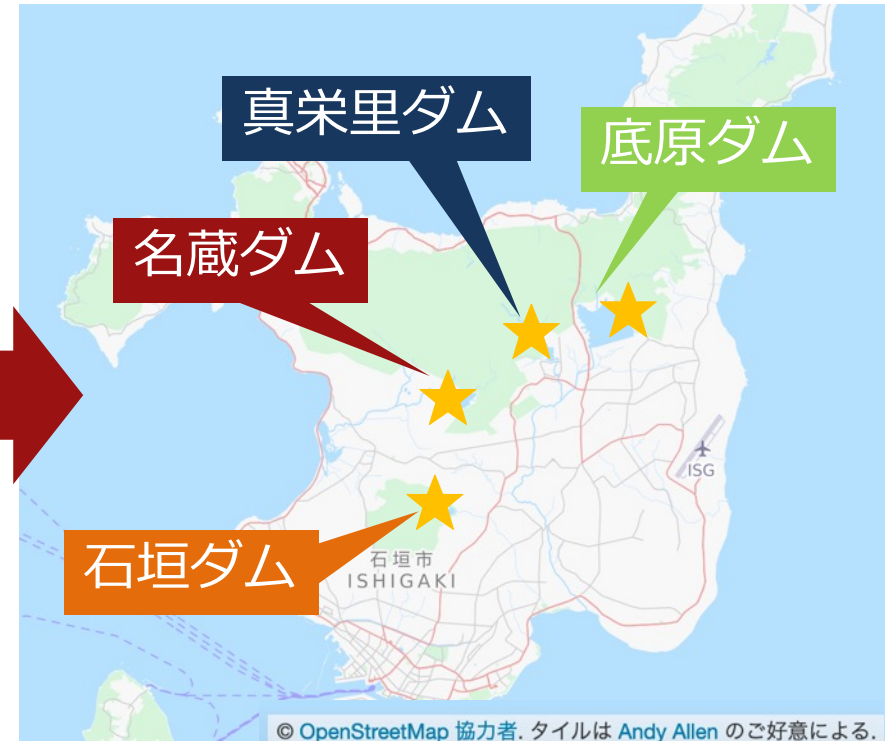 真栄里ダム
底原ダム
名蔵ダム
ISG
石垣ダム
石垣市
ISHIGAKI
© OpenStreetMap 協力者. タイルは Andy Allen のご好意による.